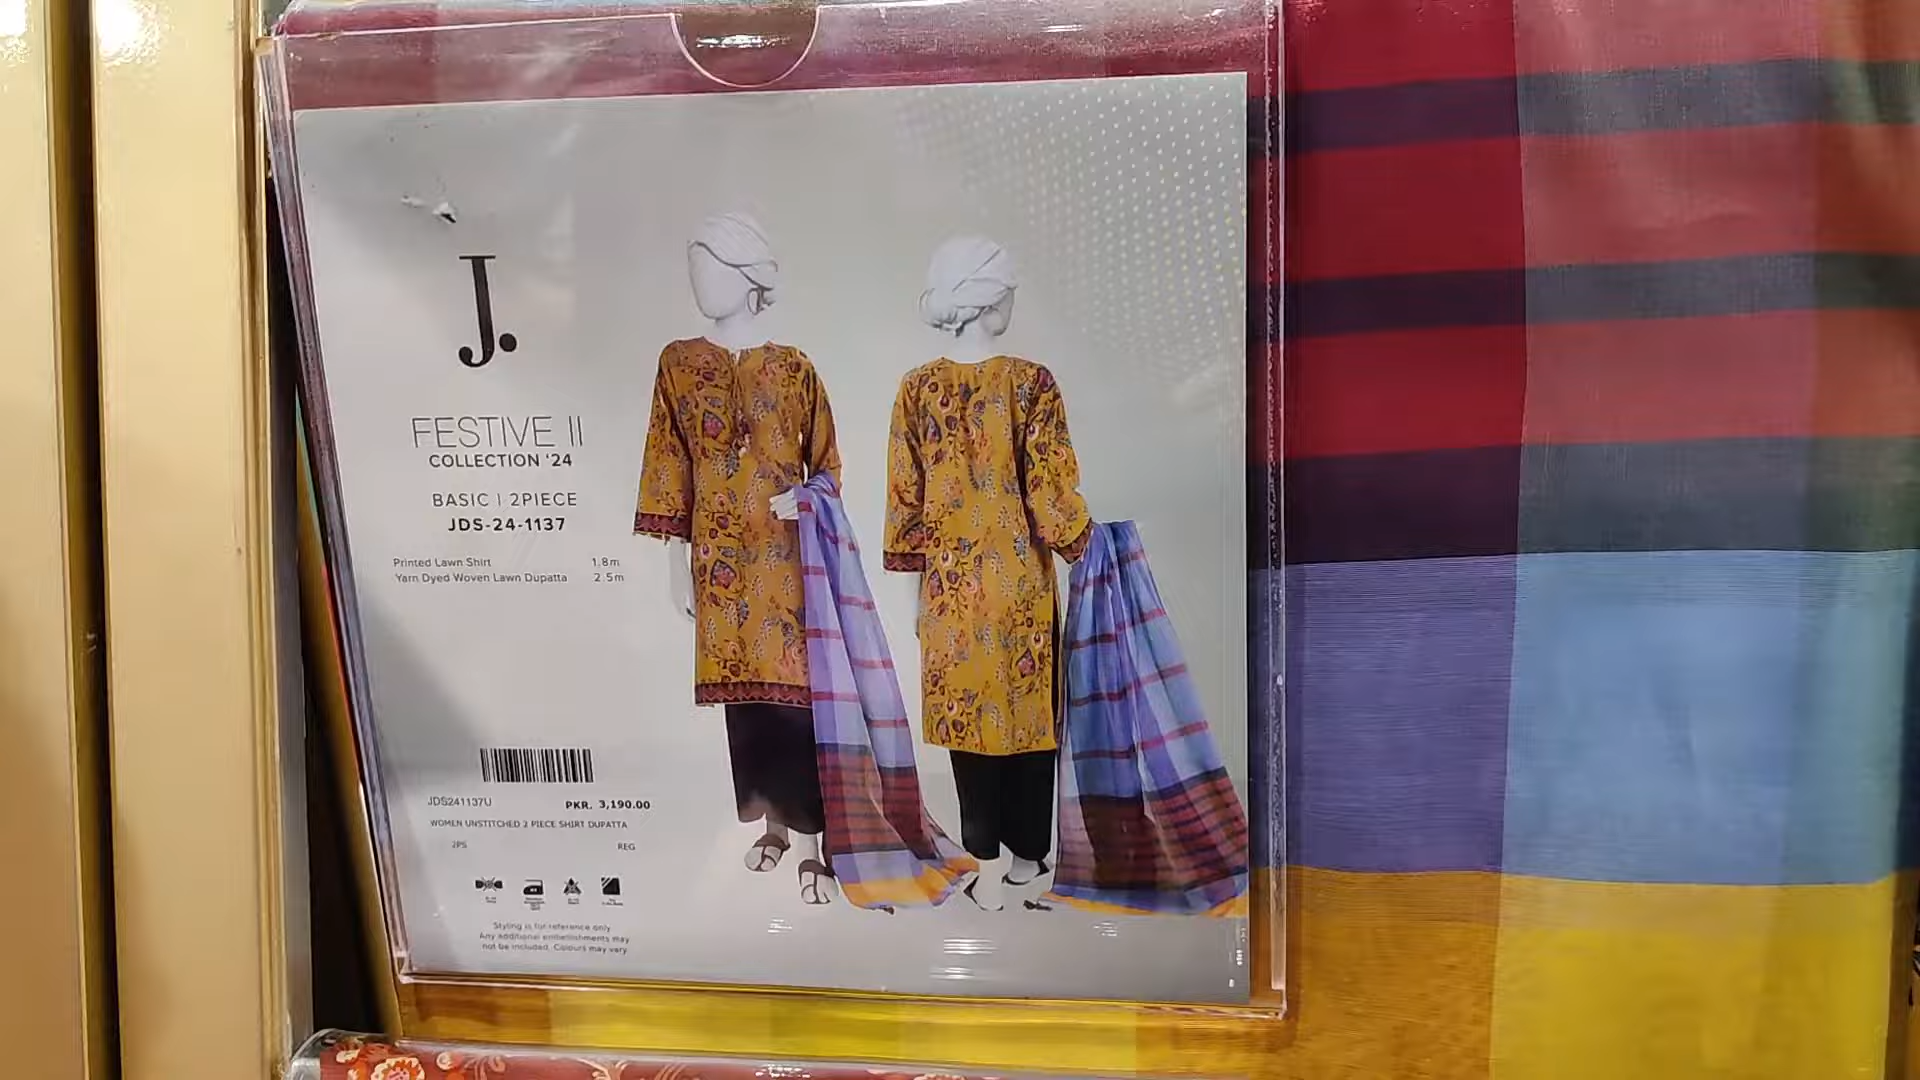 J.
FESTIVE II
COLLECTION '24
BASIC | 2PIECE
JDS-24-1137
Printed Lawn Shirt 1.8m
Yarn Dyed Woven Lawn Dupatta 2.5m
JDS241137U PKR. 3,190.00
WOMEN UNSTITCHED 2 PIECE SHIRT DUPATTA
2PS REG
Styling is for reference only
Any additional embellishments may
not be included. Colours may vary